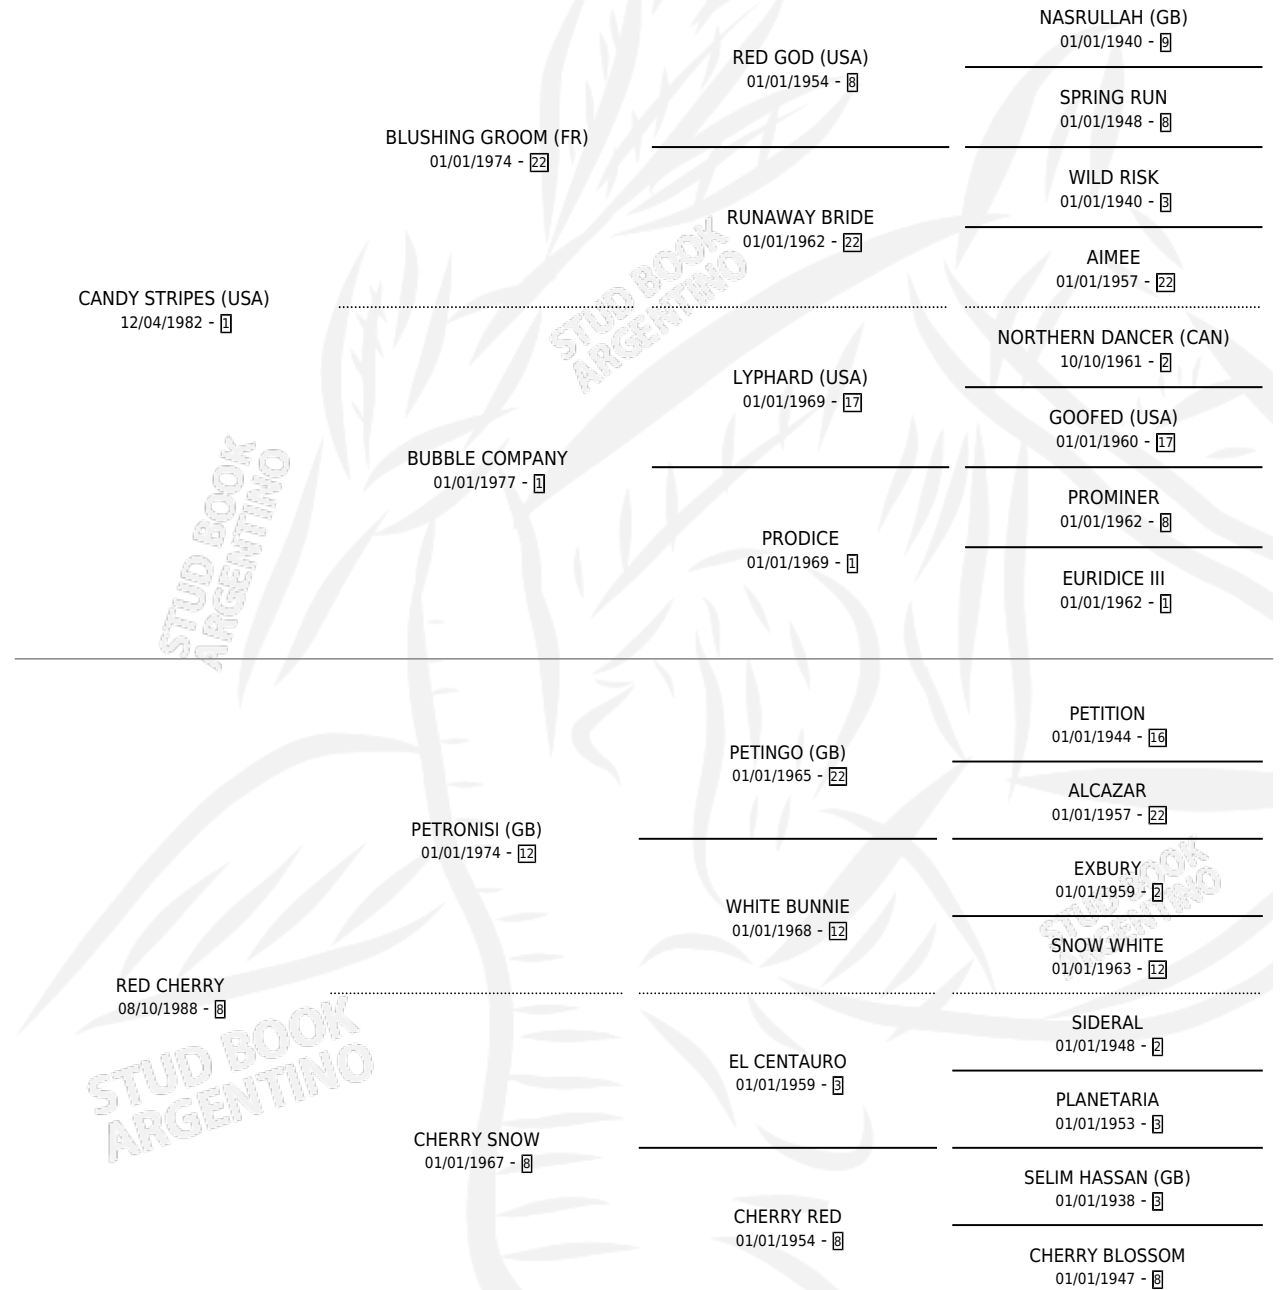 NASRULLAH (GB)
01/01/1940 - 9
RED GOD (USA)
01/01/1954 - 8
SPRING RUN
01/01/1948 - 8
BLUSHING GROOM (FR)
01/01/1974 - 22
WILD RISK
01/01/1940 - 3
RUNAWAY BRIDE
01/01/1962 - 22
AIMEE
01/01/1957 - 22
CANDY STRIPES (USA)
12/04/1982 - 1
NORTHERN DANCER (CAN)
10/10/1961 - 2
LYPHARD (USA)
01/01/1969 - 17
GOOFED (USA)
01/01/1960 - 17
BUBBLE COMPANY
01/01/1977 - 1
PROMINER
01/01/1962 - 8
PRODICE
01/01/1969 - 1
EURIDICE III
01/01/1962 - 1
PETITION
01/01/1944 - 16
PETINGO (GB)
01/01/1965 - 22
ALCAZAR
01/01/1957 - 22
PETRONISI (GB)
01/01/1974 - 12
EXBURY
01/01/1959 - 2
WHITE BUNNIE
01/01/1968 - 12
SNOW WHITE
01/01/1963 - 12
RED CHERRY
08/10/1988 - 8
SIDERAL
01/01/1948 - 2
EL CENTAURO
01/01/1959 - 3
PLANETARIA
01/01/1953 - 3
CHERRY SNOW
01/01/1967 - 8
SELIM HASSAN (GB)
01/01/1938 - 3
CHERRY RED
01/01/1954 - 8
CHERRY BLOSSOM
01/01/1947 - 8
STUD BOOK
ARGENTINO
STUD BOOK
ARGENTINO
STUD BOOK
ARGENTINO
STUD BOOK
ARGENTINO